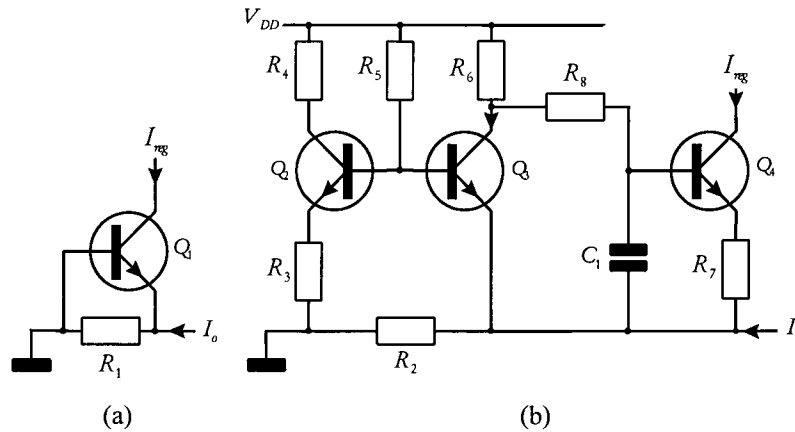 V_DD
R_4
R_5
R_6
R_8
I_reg
I_reg
Q_2
Q_3
Q_4
Q_1
R_3
C_1
R_7
R_1
I_o
R_2
I
(a)
(b)